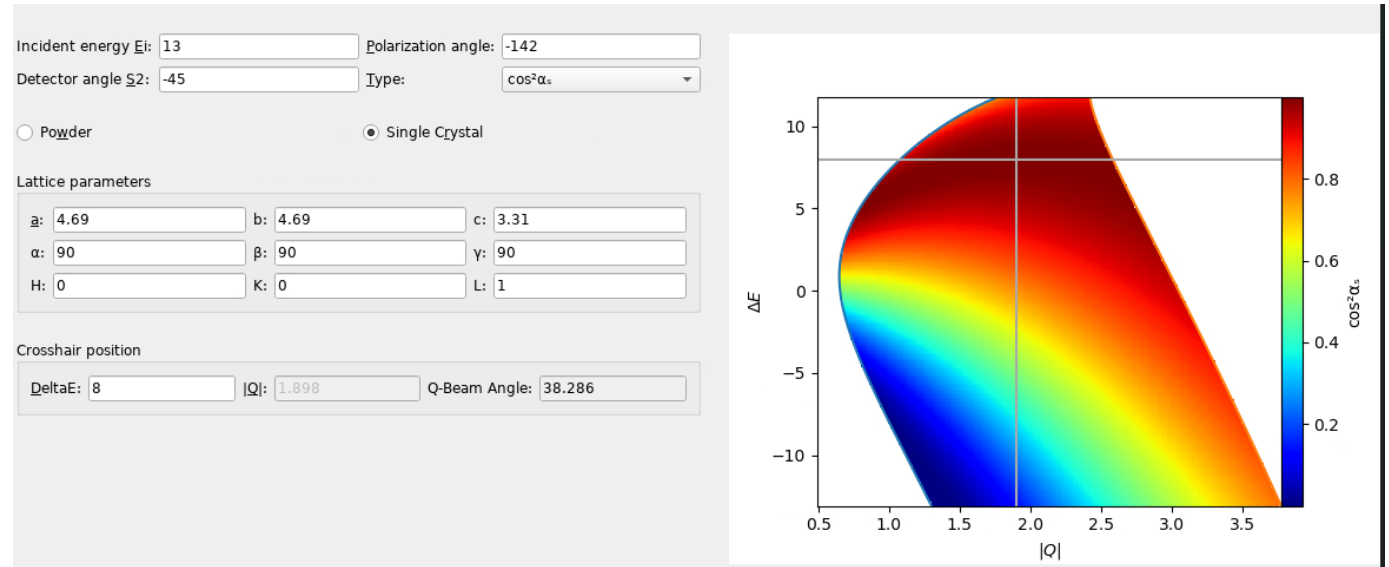 Incident energy Ei: 13 Polarization angle: -142
Detector angle S2: -45 Type: cos²αₛ
Powder Single Crystal
Lattice parameters
a: 4.69 b: 4.69 c: 3.31
α: 90 β: 90 γ: 90
H: 0 K: 0 L: 1
Crosshair position
DeltaE: 8 |Q|: 1.898 Q-Beam Angle: 38.286
10
5
0
−5
−10
ΔE
0.5 1.0 1.5 2.0 2.5 3.0 3.5
|Q|
0.8
0.6
0.4
0.2
cos²αₛ